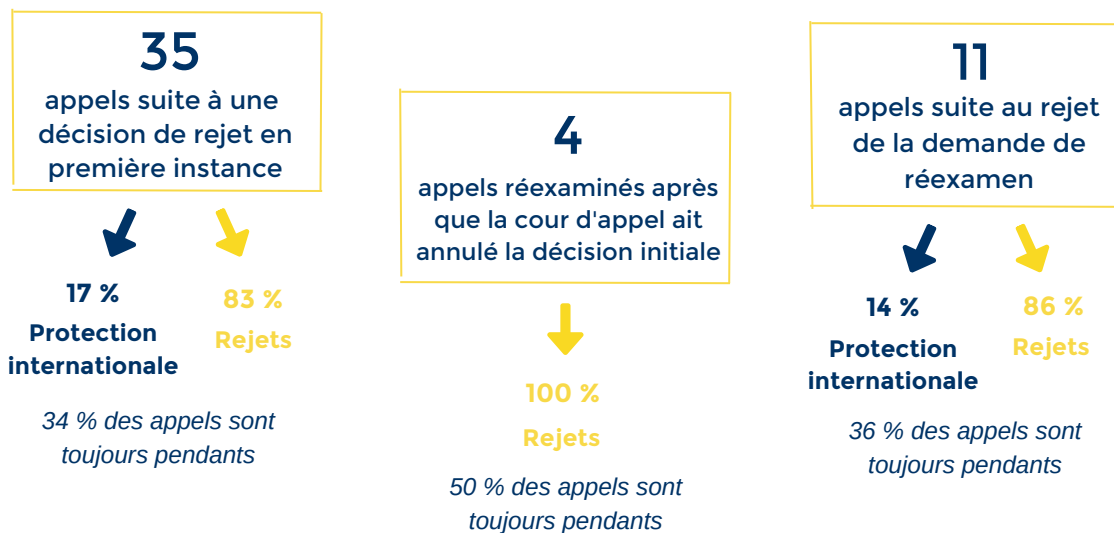 35
appels suite à une
décision de rejet en
première instance
17 %
Protection
internationale
83 %
Rejets
34 % des appels sont
toujours pendants
4
appels réexaminés après
que la cour d'appel ait
annulé la décision initiale
100 %
Rejets
50 % des appels sont
toujours pendants
11
appels suite au rejet
de la demande de
réexamen
14 %
Protection
internationale
86 %
Rejets
36 % des appels sont
toujours pendants